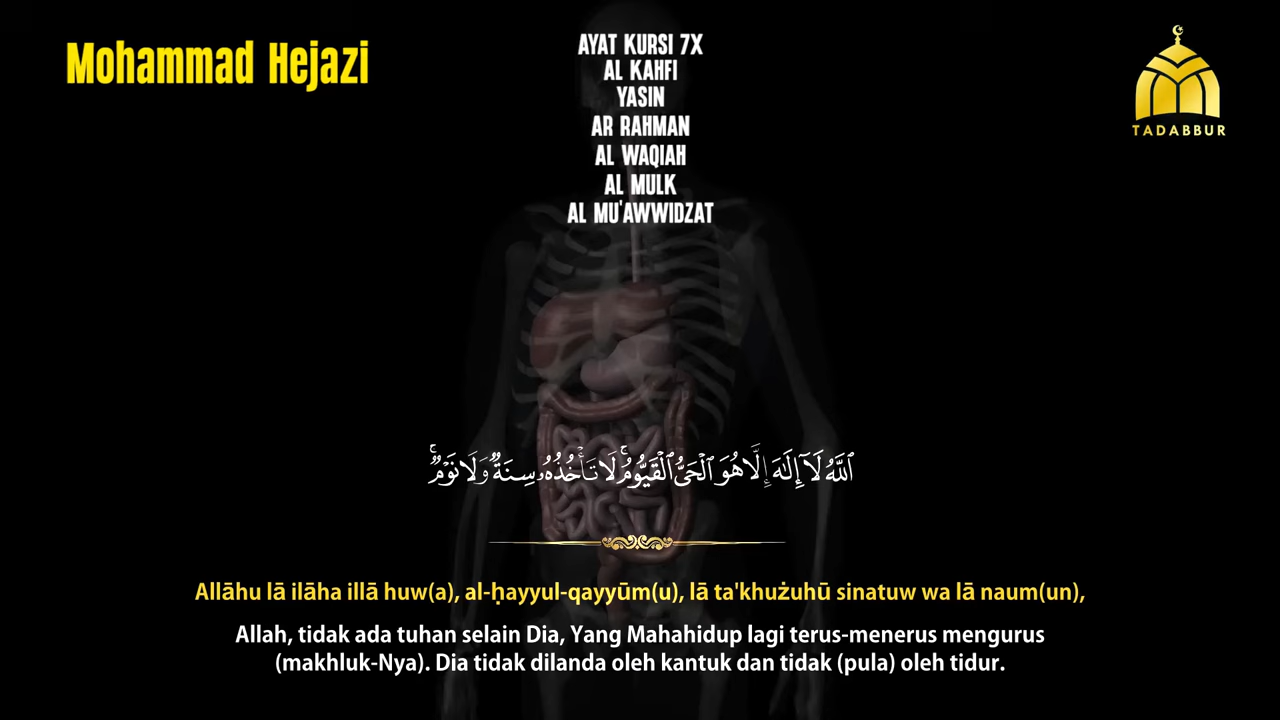 Mohammad Hejazi
AYAT KURSI 7X
AL KAHFI
YASIN
AR RAHMAN
AL WAQIAH
AL MULK
AL MU'AWWIDZAT
TADABBUR
ٱللَّهُ لَآ إِلَٰهَ إِلَّا هُوَ ٱلْحَىُّ ٱلْقَيُّومُ ۚ لَا تَأْخُذُهُۥ سِنَةٌ وَلَا نَوْمٌ ۚ
Allāhu lā ilāha illā huw(a), al-ḥayyul-qayyūm(u), lā ta'khużuhū sinatuw wa lā naum(un),
Allah, tidak ada tuhan selain Dia, Yang Mahahidup lagi terus-menerus mengurus
(makhluk-Nya). Dia tidak dilanda oleh kantuk dan tidak (pula) oleh tidur.